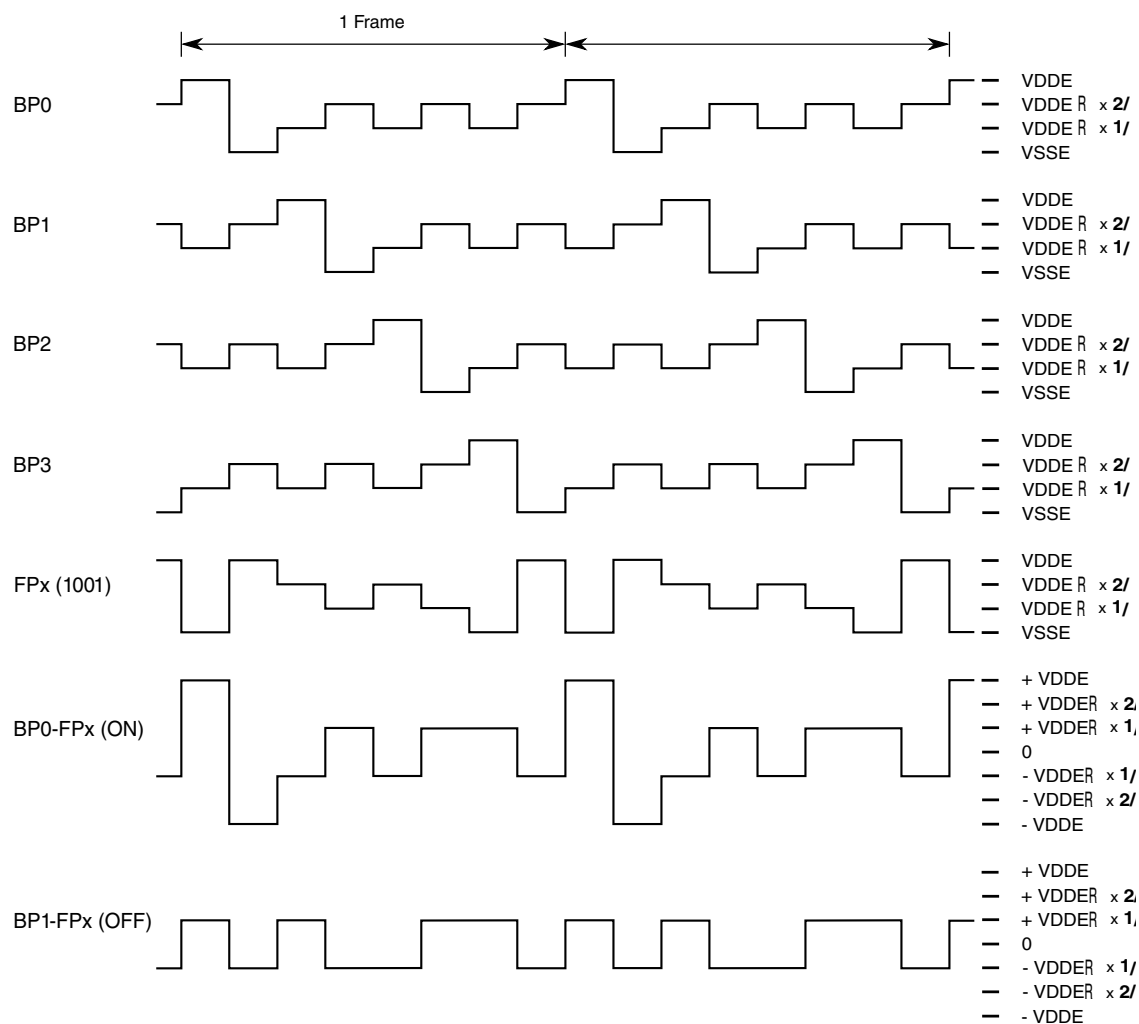 1 Frame
BP0
VDDE
VDDE R x 2/
VDDE R x 1/
VSSE
BP1
VDDE
VDDE R x 2/
VDDE R x 1/
VSSE
BP2
VDDE
VDDE R x 2/
VDDE R x 1/
VSSE
BP3
VDDE
VDDE R x 2/
VDDE R x 1/
VSSE
FPx (1001)
VDDE
VDDE R x 2/
VDDE R x 1/
VSSE
BP0-FPx (ON)
+ VDDE
+ VDDER x 2/
+ VDDER x 1/
0
- VDDER x 1/
- VDDER x 2/
- VDDE
BP1-FPx (OFF)
+ VDDE
+ VDDER x 2/
+ VDDER x 1/
0
- VDDER x 1/
- VDDER x 2/
- VDDE